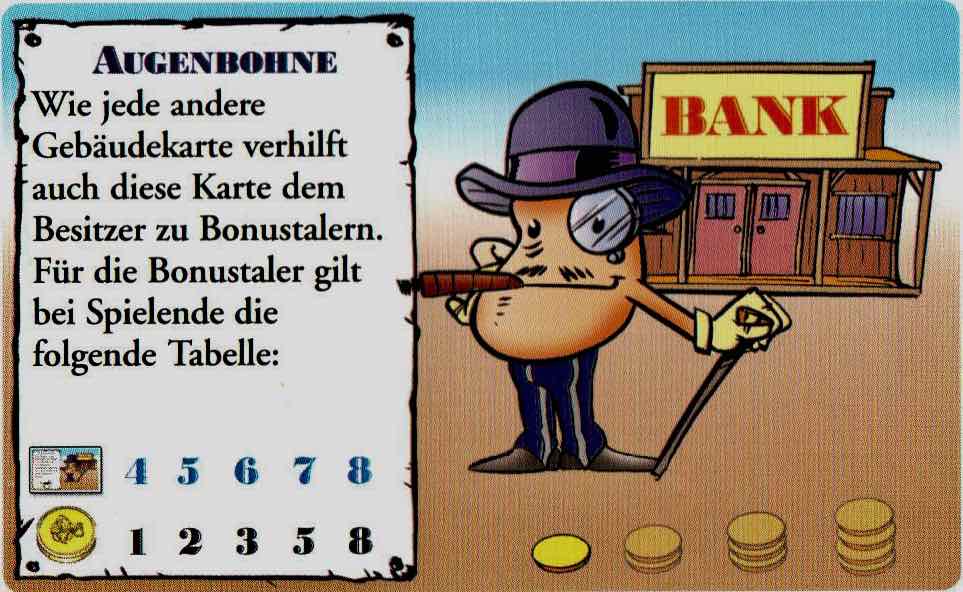 AUGENBOHNE
Wie jede andere
Gebäudekarte verhilft
auch diese Karte dem
Besitzer zu Bonustalern.
Für die Bonustaler gilt
bei Spielende die
folgende Tabelle:
4 5 6 7 8
1 2 3 5 8
BANK